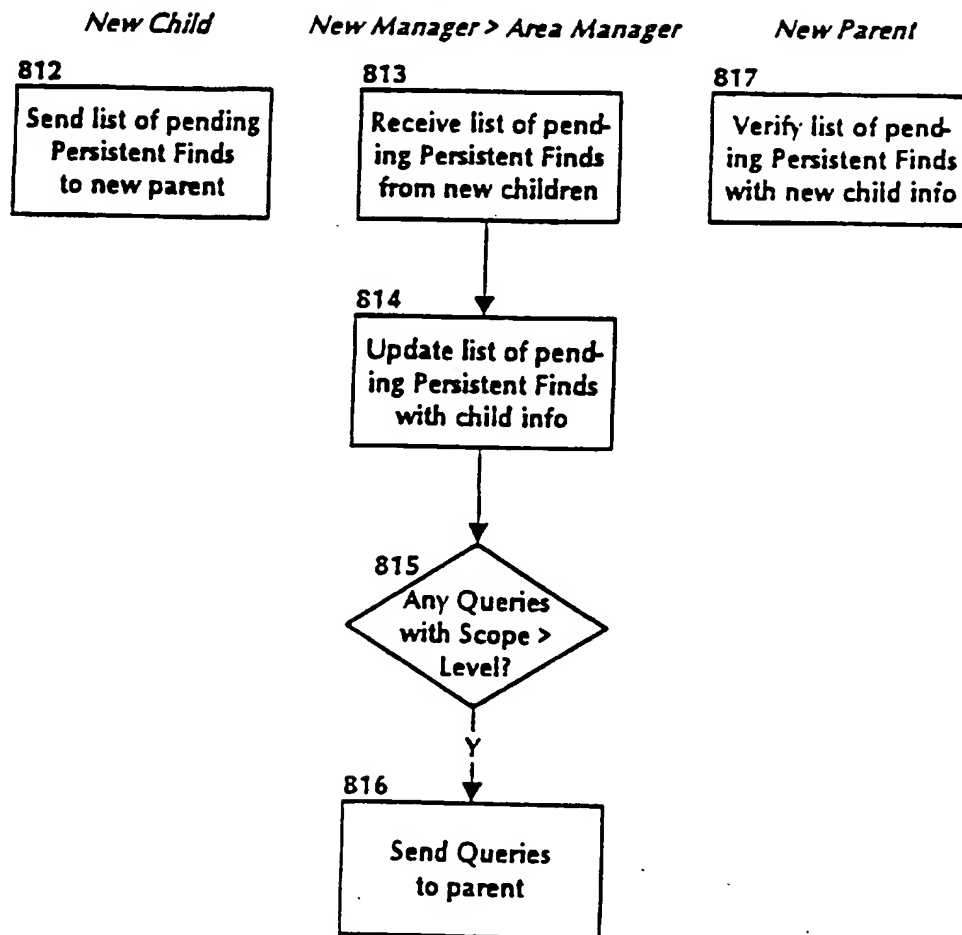 New Child
New Manager > Area Manager
New Parent
812
Send list of pending
Persistent Finds
to new parent
813
Receive list of pend-
ing Persistent Finds
from new children
817
Verify list of pend-
ing Persistent Finds
with new child info
814
Update list of pend-
ing Persistent Finds
with child info
815
Any Queries
with Scope >
Level?
Y
816
Send Queries
to parent